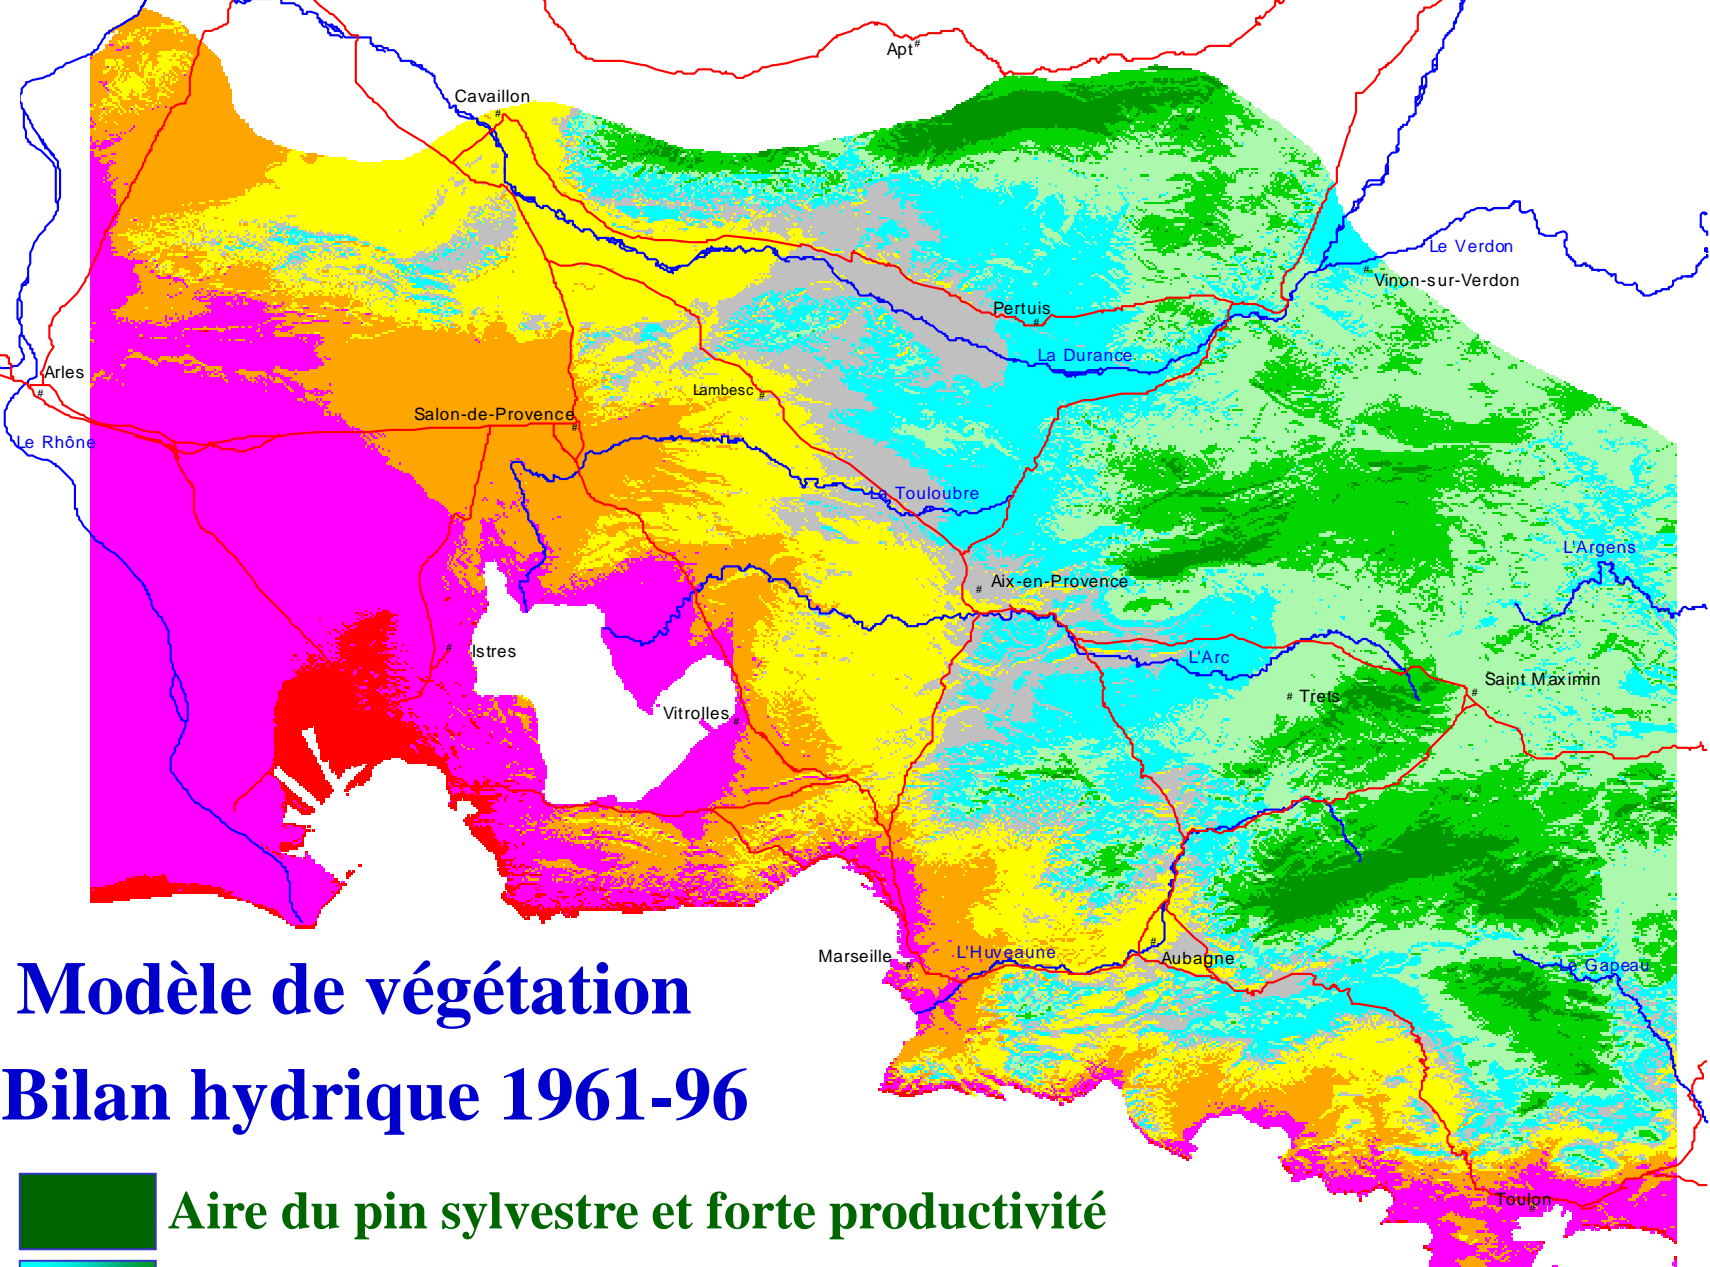 Apt
Cavaillon
Le Verdon
Vinon-sur-Verdon
Pertuis
La Durance
Arles
Lambesc
Salon-de-Provence
Le Rhône
La Touloubre
L'Argens
Aix-en-Provence
Istres
L'Arc
Saint Maximin
Trets
Vitrolles
Marseille
L'Huveaune
Aubagne
Le Gapeau
Modèle de végétation
Bilan hydrique 1961-96
Toulon
Aire du pin sylvestre et forte productivité